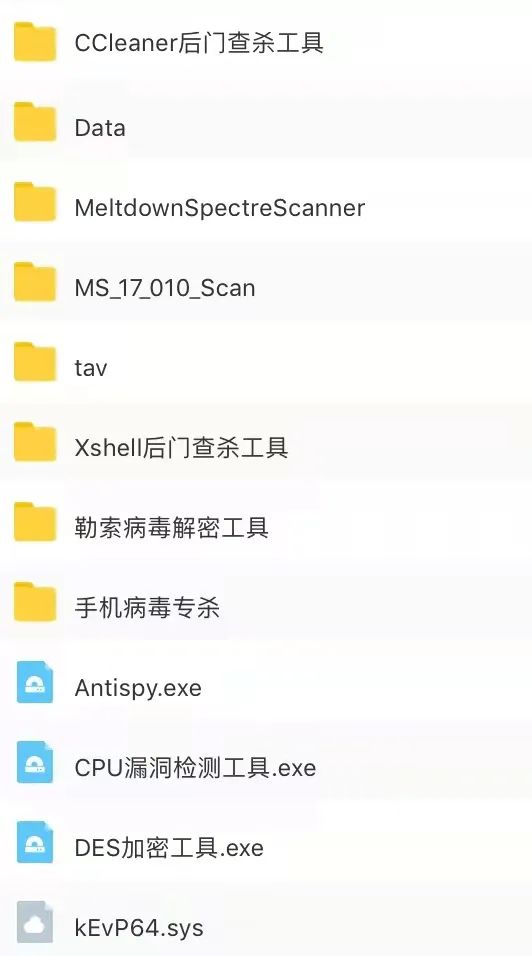 CCleaner后门查杀工具
Data
MeltdownSpectreScanner
MS_17_010_Scan
tav
Xshell后门查杀工具
勒索病毒解密工具
手机病毒专杀
Antispy.exe
CPU漏洞检测工具.exe
DES加密工具.exe
kEvP64.sys